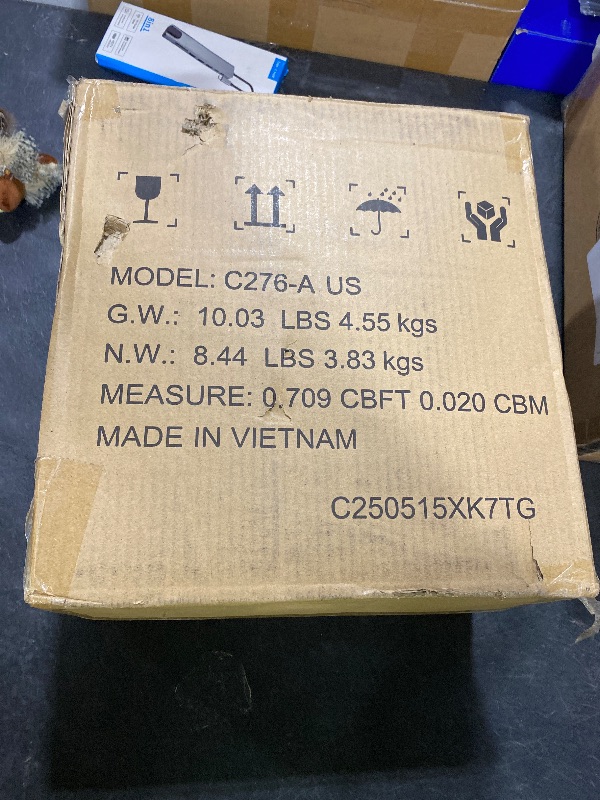 8in1
MODEL: C276-A US
G.W.: 10.03 LBS 4.55 kgs
N.W.: 8.44 LBS 3.83 kgs
MEASURE: 0.709 CBFT 0.020 CBM
MADE IN VIETNAM
C250515XK7TG